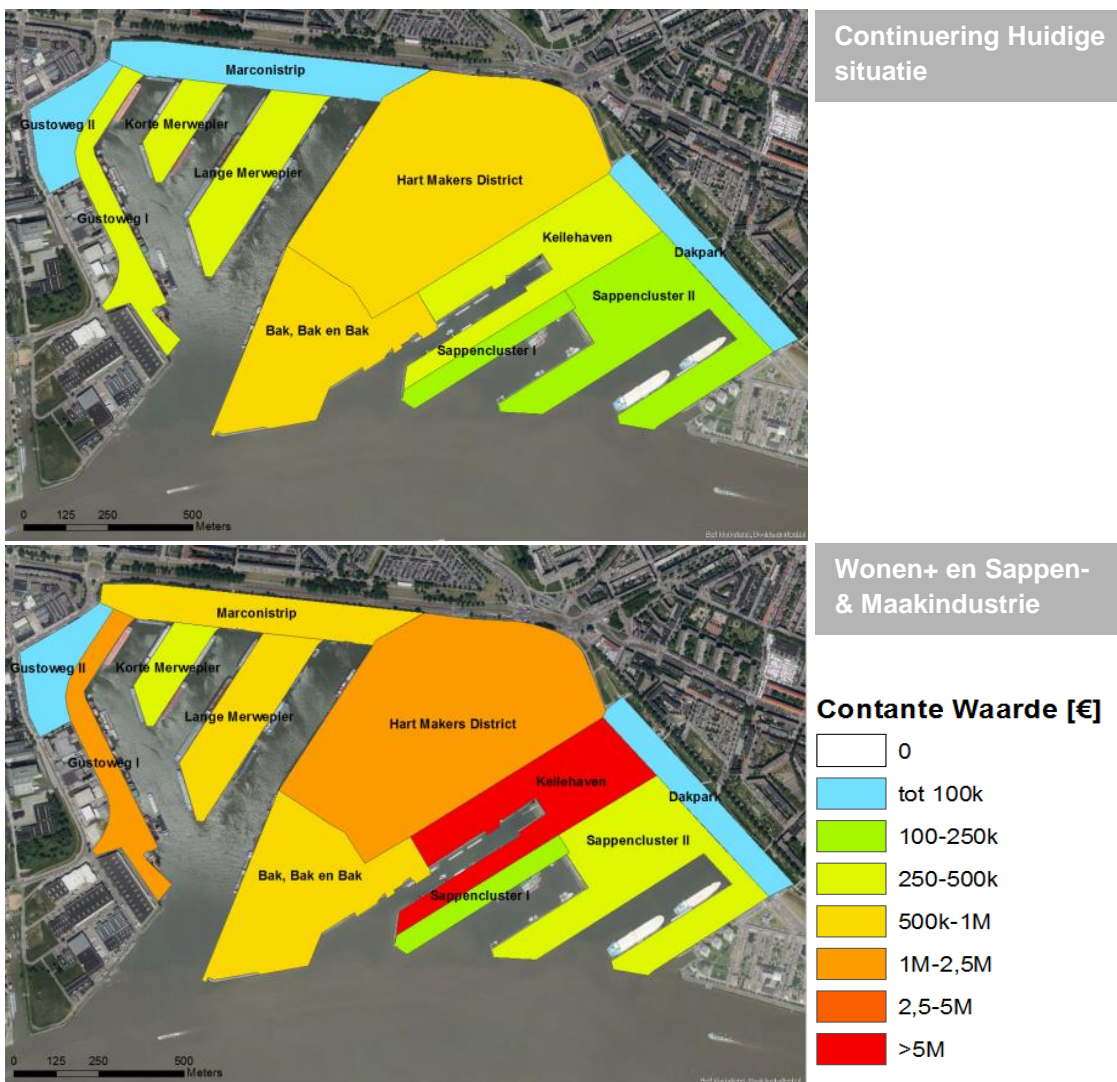 Continuering Huidige
situatie
Marconistrip
Gustoweg II
Korte Merwepier
Lange Merwepier
Hart Makers District
Gustoweg I
Keilehaven
Dakpark
Sappencluster II
Bak, Bak en Bak
Sappencluster I
0 125 250 500
Meters
Wonen+ en Sappen-
& Maakindustrie
Marconistrip
Gustoweg II
Korte Merwepier
Lange Merwepier
Hart Makers District
Gustoweg I
Keilehaven
Dakpark
Sappencluster II
Bak, Bak en Bak
Sappencluster I
0 125 250 500
Meters
Contante Waarde [€]
0
tot 100k
100-250k
250-500k
500k-1M
1M-2,5M
2,5-5M
>5M